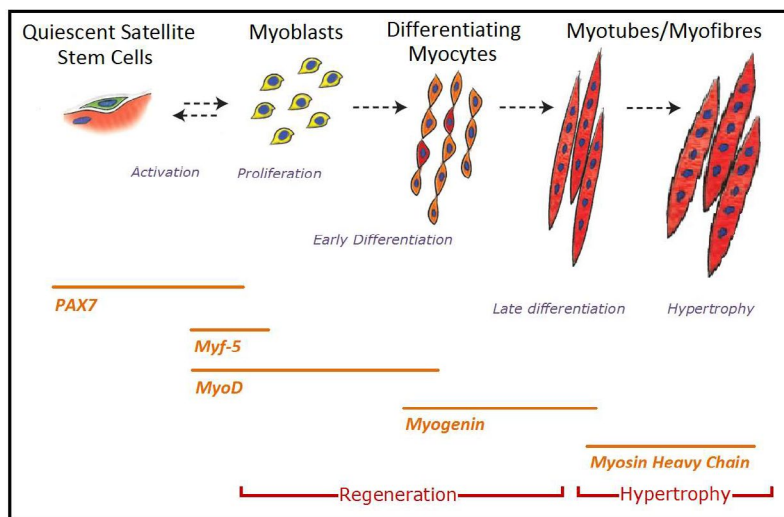 Quiescent Satellite
Stem Cells
Myoblasts
Differentiating
Myocytes
Myotubes/Myofibres
Activation
Proliferation
Early Differentiation
Late differentiation
Hypertrophy
PAX7
Myf-5
MyoD
Myogenin
Myosin Heavy Chain
Regeneration
Hypertrophy